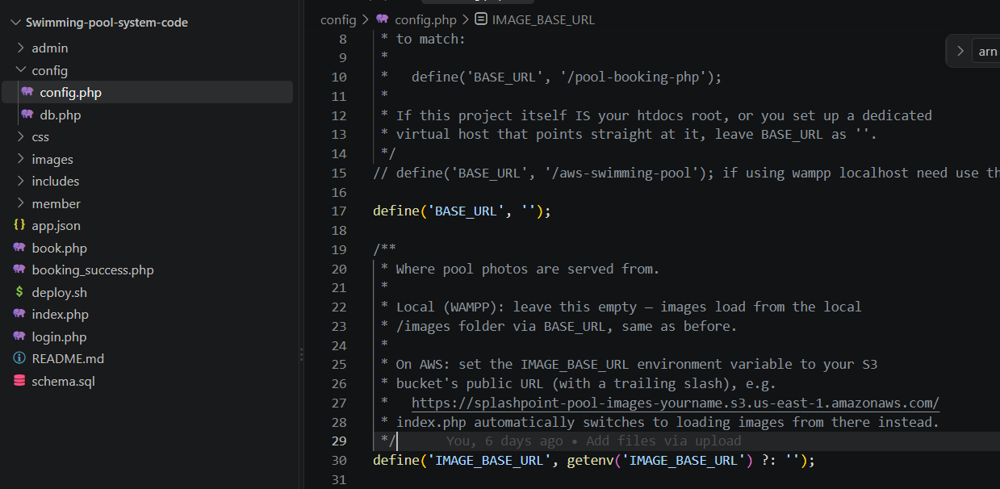 Swimming-pool-system-code
admin
config
config.php
db.php
css
images
includes
member
{} app.json
book.php
booking_success.php
$ deploy.sh
index.php
login.php
README.md
schema.sql
config > config.php > IMAGE_BASE_URL
arn
8 * to match:
9 *
10 *   define('BASE_URL', '/pool-booking-php');
11 *
12 * If this project itself IS your htdocs root, or you set up a dedicated
13 * virtual host that points straight at it, leave BASE_URL as ''.
14 */
15 // define('BASE_URL', '/aws-swimming-pool'); if using wampp localhost need use th
16
17 define('BASE_URL', '');
18
19 /**
20 * Where pool photos are served from.
21 *
22 * Local (WAMPP): leave this empty — images load from the local
23 * /images folder via BASE_URL, same as before.
24 *
25 * On AWS: set the IMAGE_BASE_URL environment variable to your S3
26 * bucket's public URL (with a trailing slash), e.g.
27 *   https://splashpoint-pool-images-yourname.s3.us-east-1.amazonaws.com/
28 * index.php automatically switches to loading images from there instead.
29 */ You, 6 days ago • Add files via upload
30 define('IMAGE_BASE_URL', getenv('IMAGE_BASE_URL') ?: '');
31